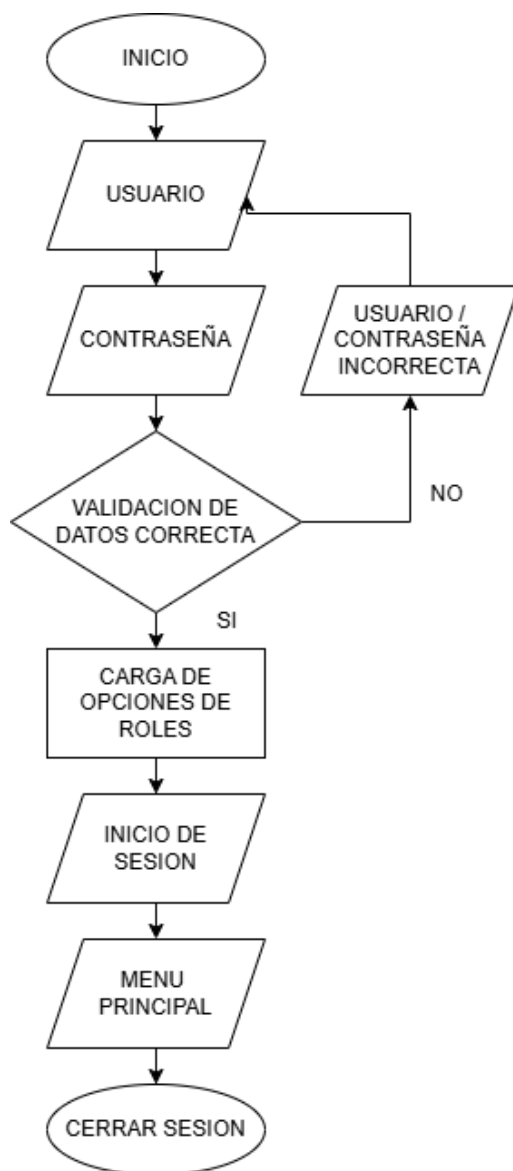 INICIO
USUARIO
CONTRASEÑA
USUARIO /
CONTRASEÑA
INCORRECTA
VALIDACION DE
DATOS CORRECTA
NO
SI
CARGA DE
OPCIONES DE
ROLES
INICIO DE
SESION
MENU
PRINCIPAL
CERRAR SESION